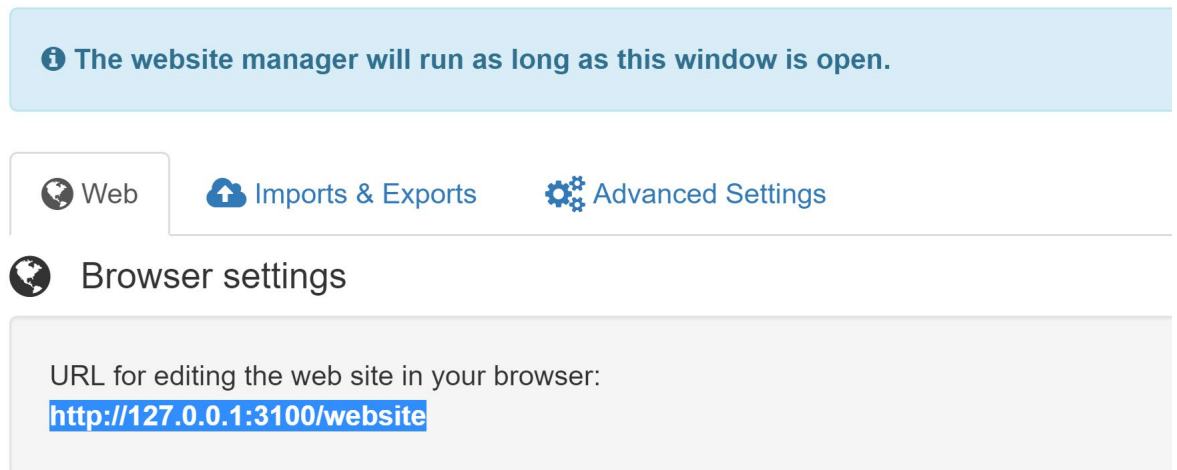 The website manager will run as long as this window is open.
Web Imports & Exports Advanced Settings
Browser settings
URL for editing the web site in your browser:
http://127.0.0.1:3100/website